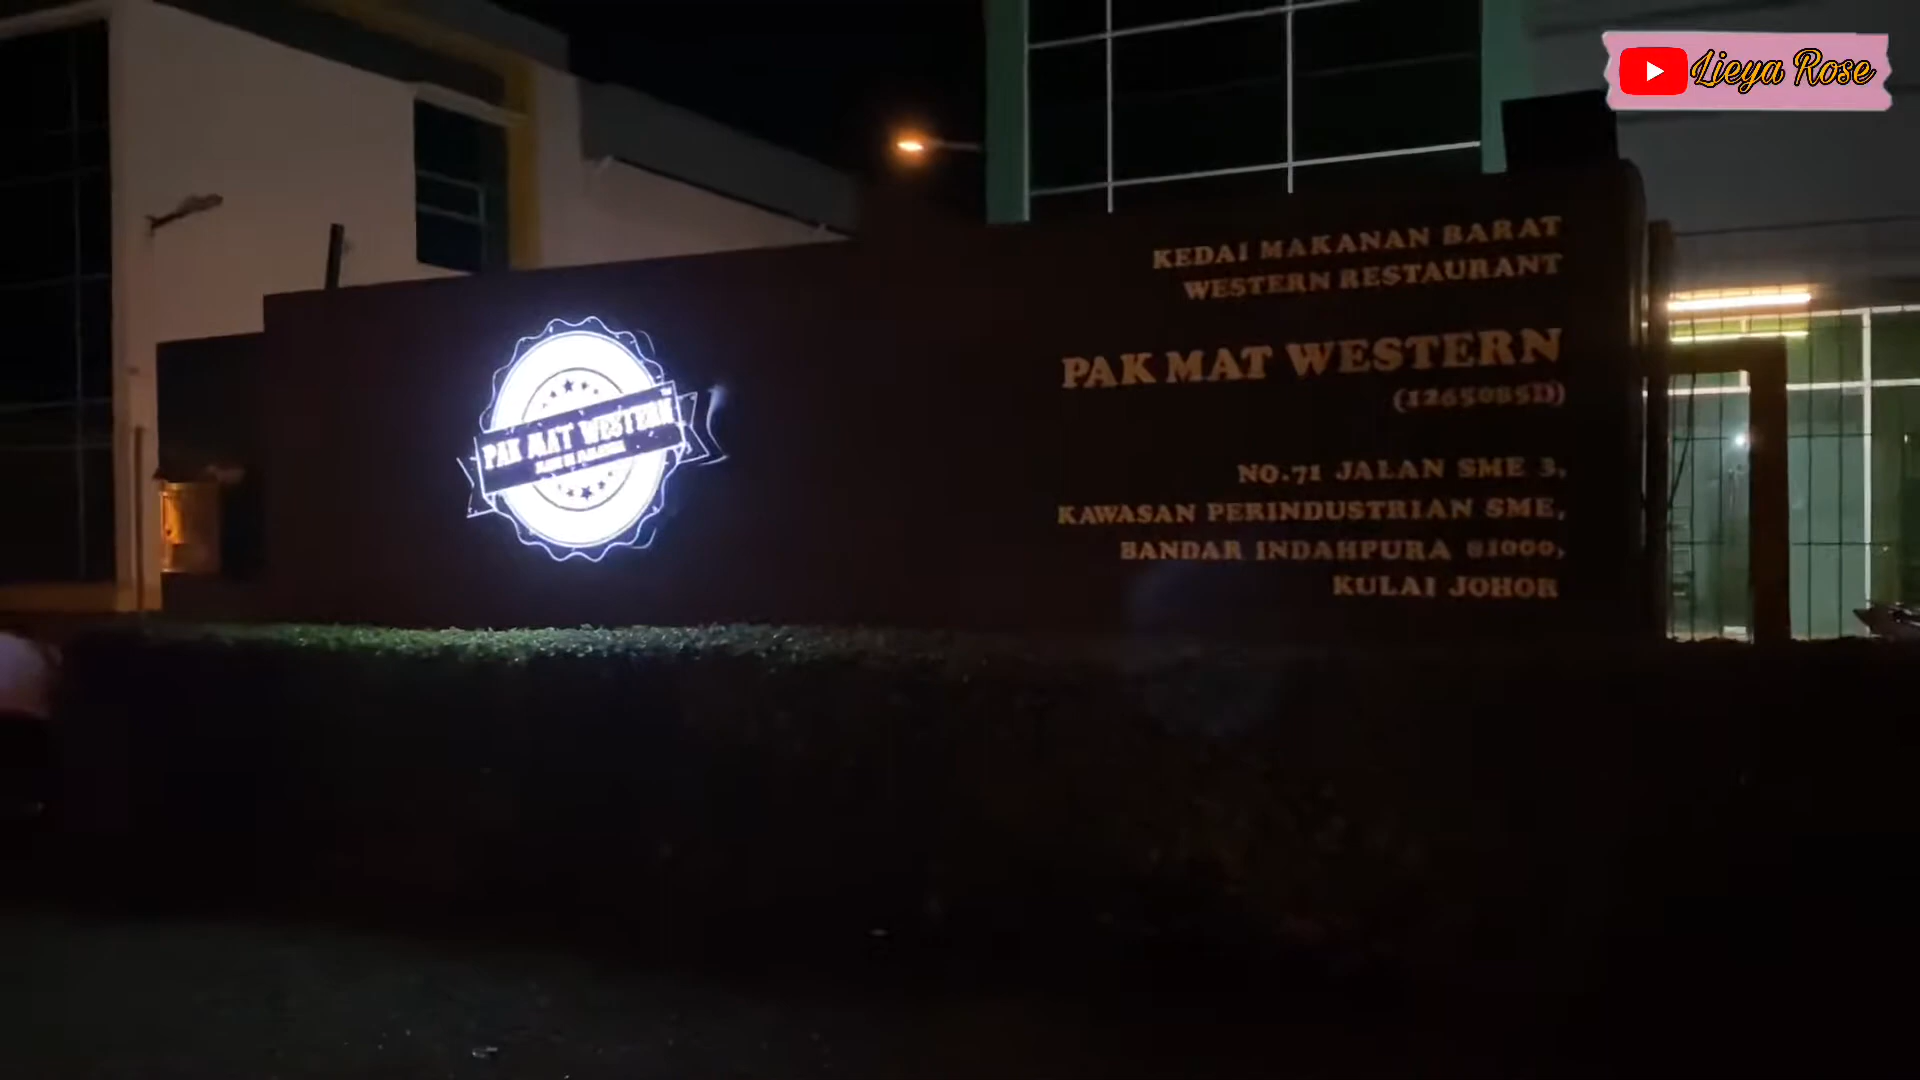 Lieya Rose
PAK MAT WESTERN
KEDAI MAKANAN BARAT
WESTERN RESTAURANT
PAK MAT WESTERN
(1265085D)
NO.71 JALAN SME 3,
KAWASAN PERINDUSTRIAN SME,
BANDAR INDAHPURA 81000,
KULAI JOHOR